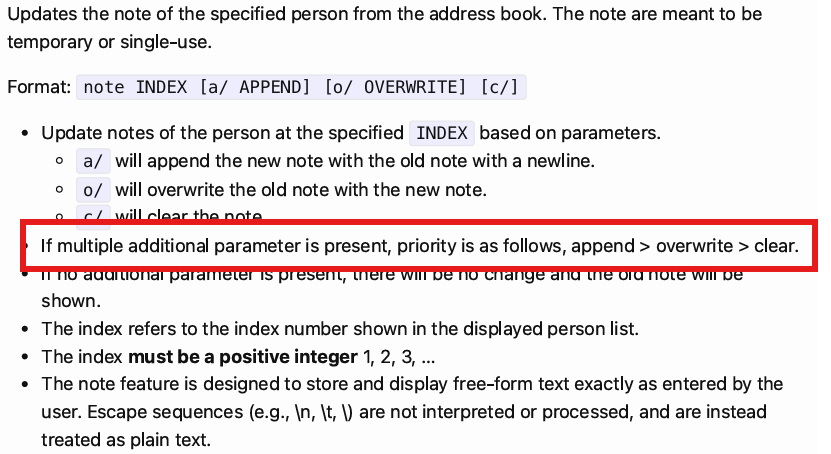 Updates the note of the specified person from the address book. The note are meant to be
temporary or single-use.
Format: note INDEX [a/ APPEND] [o/ OVERWRITE] [c/]
• Update notes of the person at the specified INDEX based on parameters.
◦ a/ will append the new note with the old note with a newline.
◦ o/ will overwrite the old note with the new note.
◦ c/ will clear the note
• If multiple additional parameter is present, priority is as follows, append > overwrite > clear.
• If no additional parameter is present, there will be no change and the old note will be
shown.
• The index refers to the index number shown in the displayed person list.
• The index must be a positive integer 1, 2, 3, …
• The note feature is designed to store and display free-form text exactly as entered by the
user. Escape sequences (e.g., \n, \t, \) are not interpreted or processed, and are instead
treated as plain text.